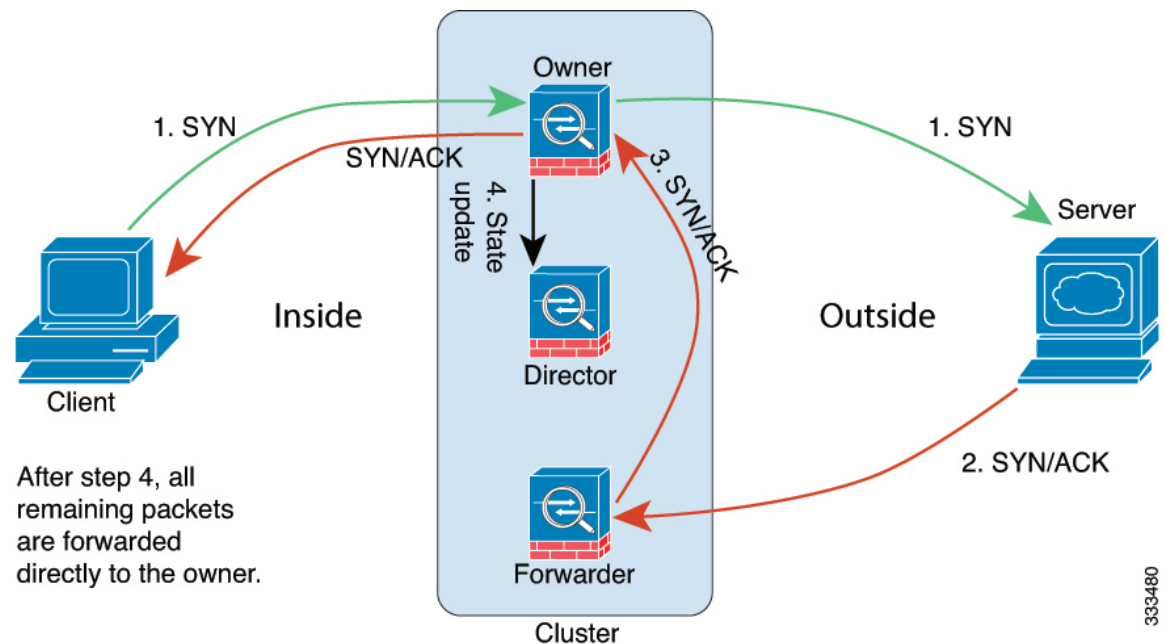 Owner
1. SYN
1. SYN
SYN/ACK
3. SYN/ACK
4. State
update
Server
Inside
Outside
Director
Client
2. SYN/ACK
After step 4, all
remaining packets
are forwarded
directly to the owner.
Forwarder
333480
Cluster